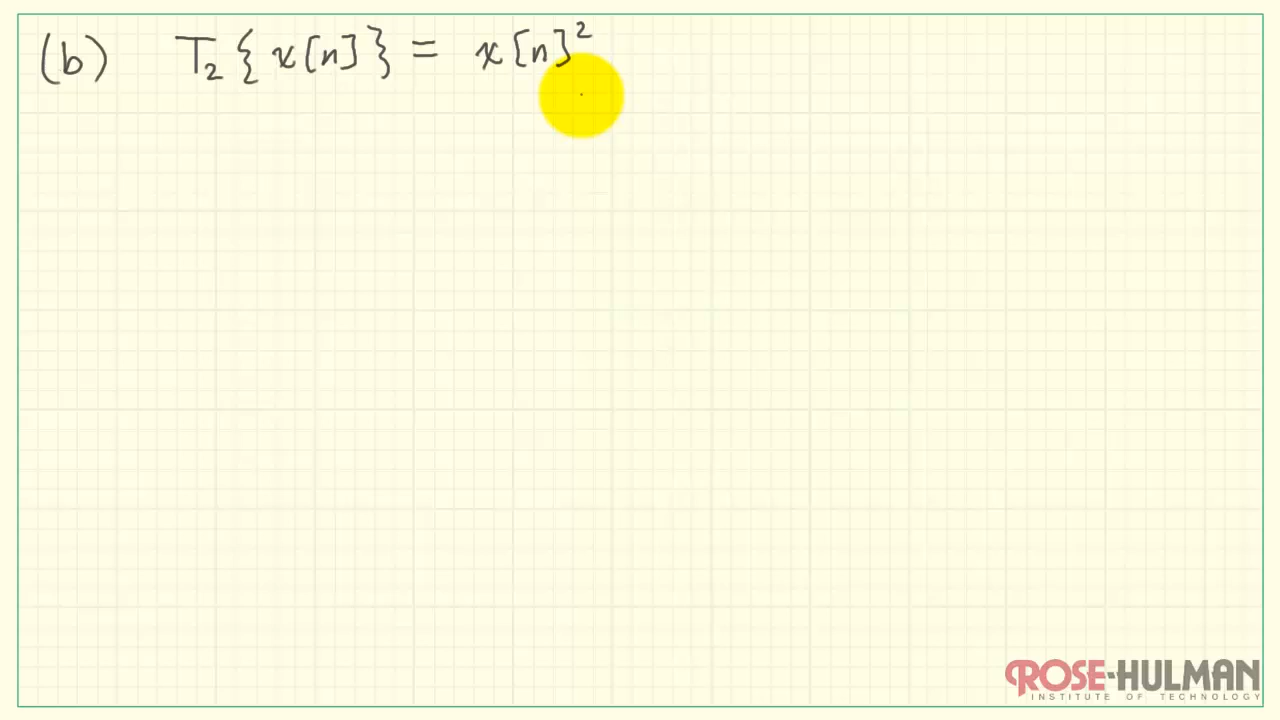 (b) T₂{x[n]} = x[n]²
ROSE-HULMAN
INSTITUTE OF TECHNOLOGY